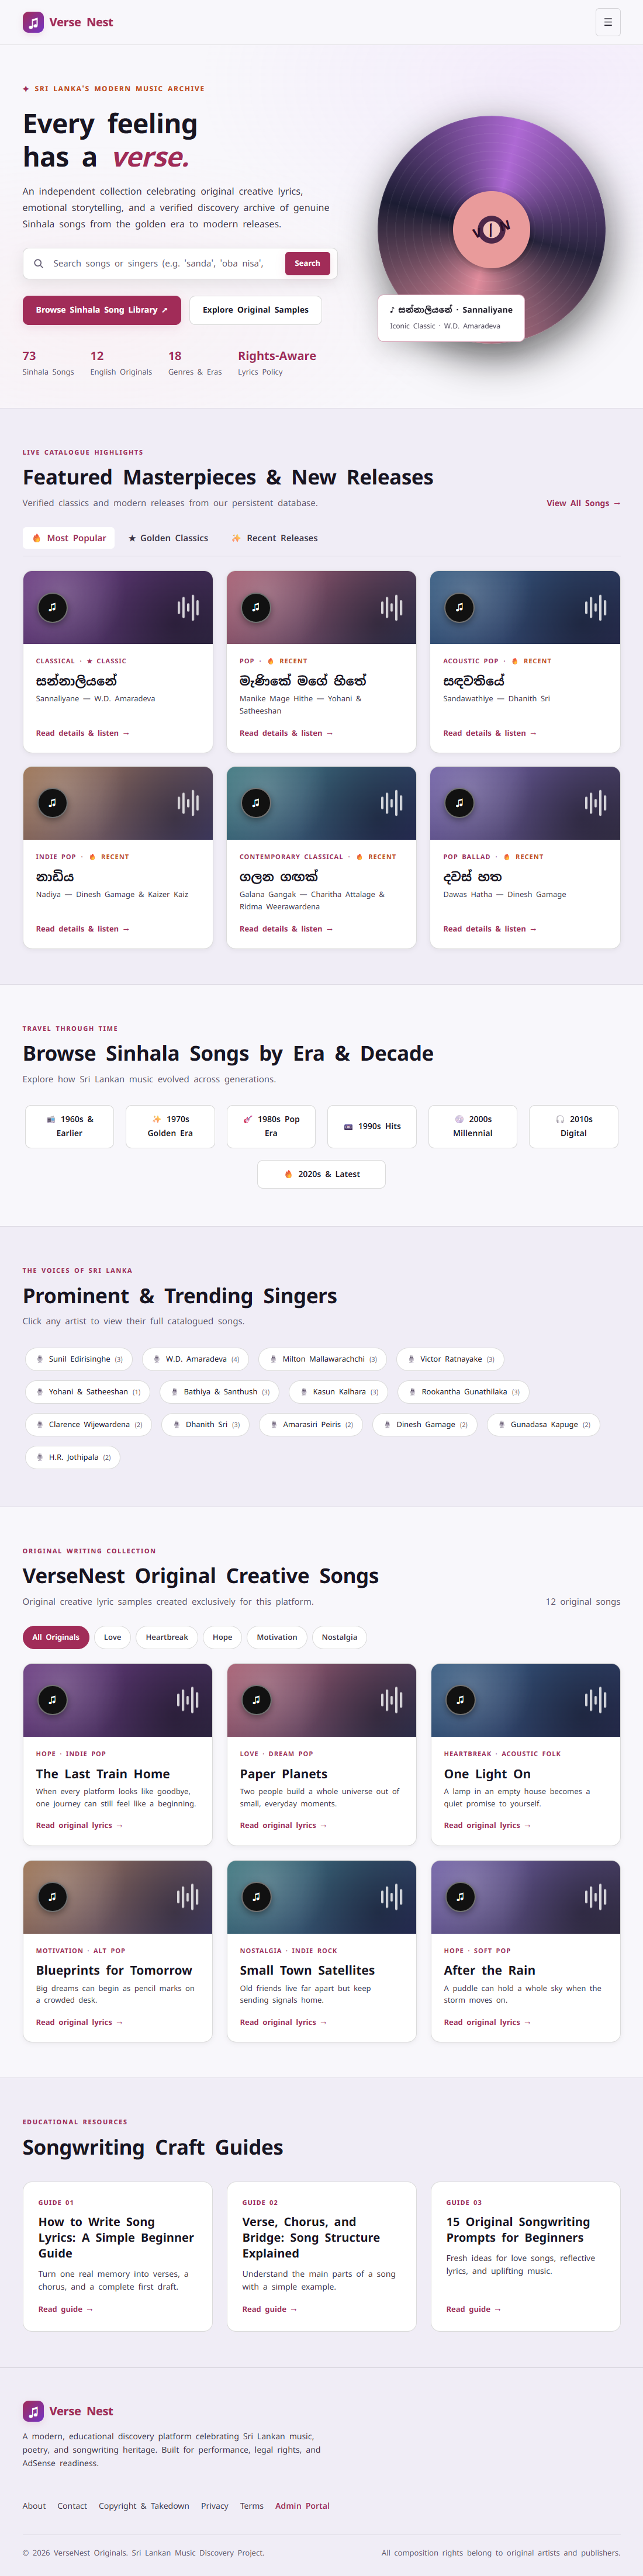 Verse Nest
☰
✦ SRI LANKA'S MODERN MUSIC ARCHIVE
Every feeling
has a verse.
An independent collection celebrating original creative lyrics,
emotional storytelling, and a verified discovery archive of genuine
Sinhala songs from the golden era to modern releases.
Search songs or singers (e.g. 'sanda', 'oba nisa',
Search
Browse Sinhala Song Library ↗
Explore Original Samples
♪ සන්නාලියනේ · Sannaliyane
Iconic Classic · W.D. Amaradeva
73 12 18 Rights-Aware
Sinhala Songs English Originals Genres & Eras Lyrics Policy
LIVE CATALOGUE HIGHLIGHTS
Featured Masterpieces & New Releases
Verified classics and modern releases from our persistent database.
View All Songs →
🔥 Most Popular ★ Golden Classics ✨ Recent Releases
CLASSICAL · ★ CLASSIC
සන්නාලියනේ
Sannaliyane — W.D. Amaradeva
Read details & listen →
POP · 🔥 RECENT
මැණිකේ මගේ හිතේ
Manike Mage Hithe — Yohani &
Satheeshan
Read details & listen →
ACOUSTIC POP · 🔥 RECENT
සඳවතියේ
Sandawathiye — Dhanith Sri
Read details & listen →
INDIE POP · 🔥 RECENT
නාඩිය
Nadiya — Dinesh Gamage & Kaizer Kaiz
Read details & listen →
CONTEMPORARY CLASSICAL · 🔥 RECENT
ගලන ගඟක්
Galana Gangak — Charitha Attalage &
Ridma Weerawardena
Read details & listen →
POP BALLAD · 🔥 RECENT
දවස් හත
Dawas Hatha — Dinesh Gamage
Read details & listen →
TRAVEL THROUGH TIME
Browse Sinhala Songs by Era & Decade
Explore how Sri Lankan music evolved across generations.
📻 1960s &
Earlier
✨ 1970s
Golden Era
🎸 1980s Pop
Era
📼 1990s Hits
💿 2000s
Millennial
🎧 2010s
Digital
🔥 2020s & Latest
THE VOICES OF SRI LANKA
Prominent & Trending Singers
Click any artist to view their full catalogued songs.
Sunil Edirisinghe (3) W.D. Amaradeva (4) Milton Mallawarachchi (3) Victor Ratnayake (3)
Yohani & Satheeshan (1) Bathiya & Santhush (3) Kasun Kalhara (3) Rookantha Gunathilaka (3)
Clarence Wijewardena (2) Dhanith Sri (3) Amarasiri Peiris (2) Dinesh Gamage (2) Gunadasa Kapuge (2)
H.R. Jothipala (2)
ORIGINAL WRITING COLLECTION
VerseNest Original Creative Songs
Original creative lyric samples created exclusively for this platform.
12 original songs
All Originals Love Heartbreak Hope Motivation Nostalgia
HOPE · INDIE POP
The Last Train Home
When every platform looks like goodbye,
one journey can still feel like a beginning.
Read original lyrics →
LOVE · DREAM POP
Paper Planets
Two people build a whole universe out of
small, everyday moments.
Read original lyrics →
HEARTBREAK · ACOUSTIC FOLK
One Light On
A lamp in an empty house becomes a
quiet promise to yourself.
Read original lyrics →
MOTIVATION · ALT POP
Blueprints for Tomorrow
Big dreams can begin as pencil marks on
a crowded desk.
Read original lyrics →
NOSTALGIA · INDIE ROCK
Small Town Satellites
Old friends live far apart but keep
sending signals home.
Read original lyrics →
HOPE · SOFT POP
After the Rain
A puddle can hold a whole sky when the
storm moves on.
Read original lyrics →
EDUCATIONAL RESOURCES
Songwriting Craft Guides
GUIDE 01
How to Write Song
Lyrics: A Simple Beginner
Guide
Turn one real memory into verses, a
chorus, and a complete first draft.
Read guide →
GUIDE 02
Verse, Chorus, and
Bridge: Song Structure
Explained
Understand the main parts of a song
with a simple example.
Read guide →
GUIDE 03
15 Original Songwriting
Prompts for Beginners
Fresh ideas for love songs, reflective
lyrics, and uplifting music.
Read guide →
Verse Nest
A modern, educational discovery platform celebrating Sri Lankan music,
poetry, and songwriting heritage. Built for performance, legal rights, and
AdSense readiness.
About Contact Copyright & Takedown Privacy Terms Admin Portal
© 2026 VerseNest Originals. Sri Lankan Music Discovery Project.
All composition rights belong to original artists and publishers.